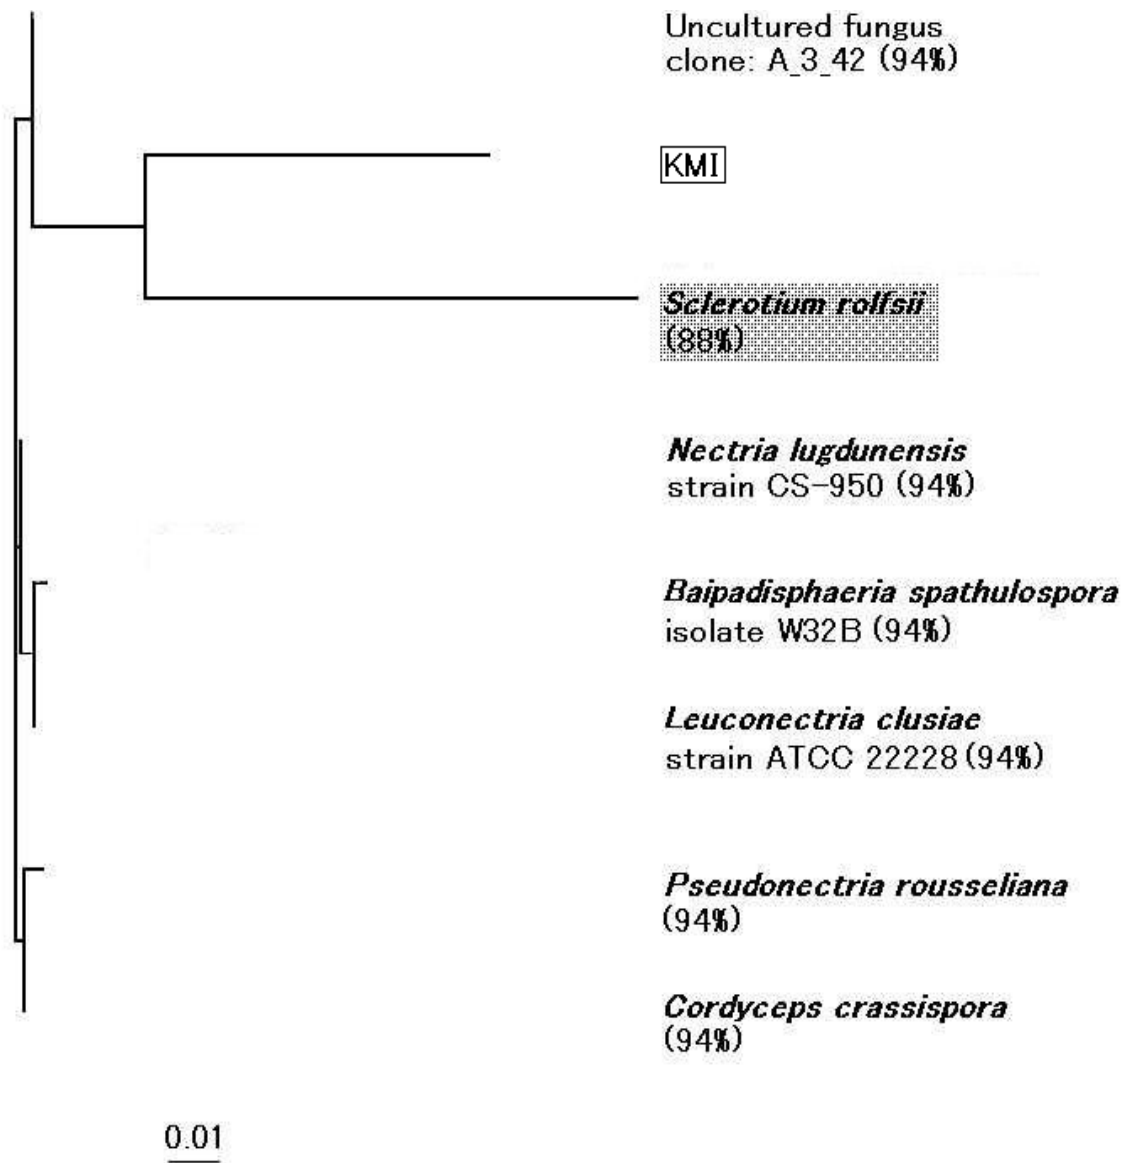 Uncultured fungus
clone: A_3_42 (94%)
KMI
Sclerotium rolfsii
(88%)
Nectria lugdunensis
strain CS-950 (94%)
Baipadisphaeria spathulospora
isolate W32B (94%)
Leuconectria clusiae
strain ATCC 22228 (94%)
Pseudonectria rousseliana
(94%)
Cordyceps crassispora
(94%)
0.01